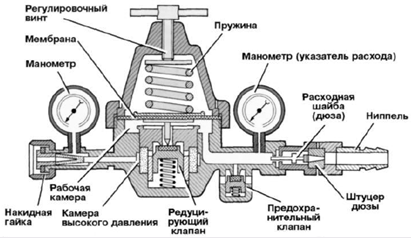 Регулировочный
винт
Пружина
Мембрана
Манометр
Манометр (указатель расхода)
Расходная
шайба
(дюза)
Ниппель
Рабочая
камера
Накидная
гайка
Камера
высокого давления
Редуци-
рующий
клапан
Предохра-
нительный
клапан
Штуцер
дюзы